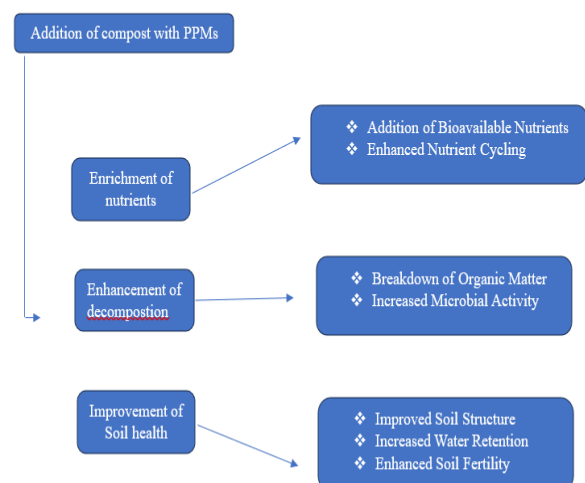 Addition of compost with PPMs
Enrichment of
nutrients
❖ Addition of Bioavailable Nutrients
❖ Enhanced Nutrient Cycling
Enhancement of
decompostion
❖ Breakdown of Organic Matter
❖ Increased Microbial Activity
Improvement of
Soil health
❖ Improved Soil Structure
❖ Increased Water Retention
❖ Enhanced Soil Fertility